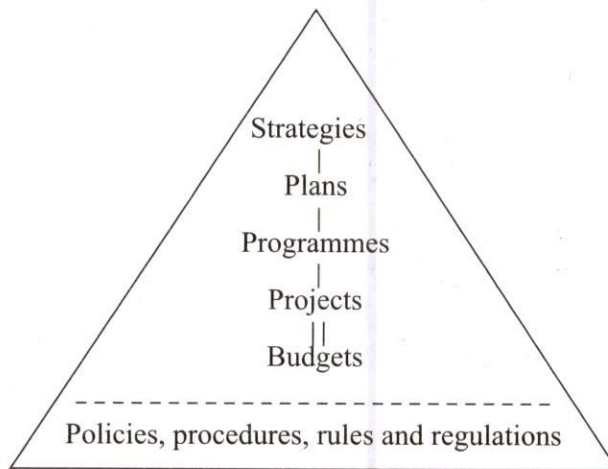 Strategies
Plans
Programmes
Projects
Budgets
Policies, procedures, rules and regulations